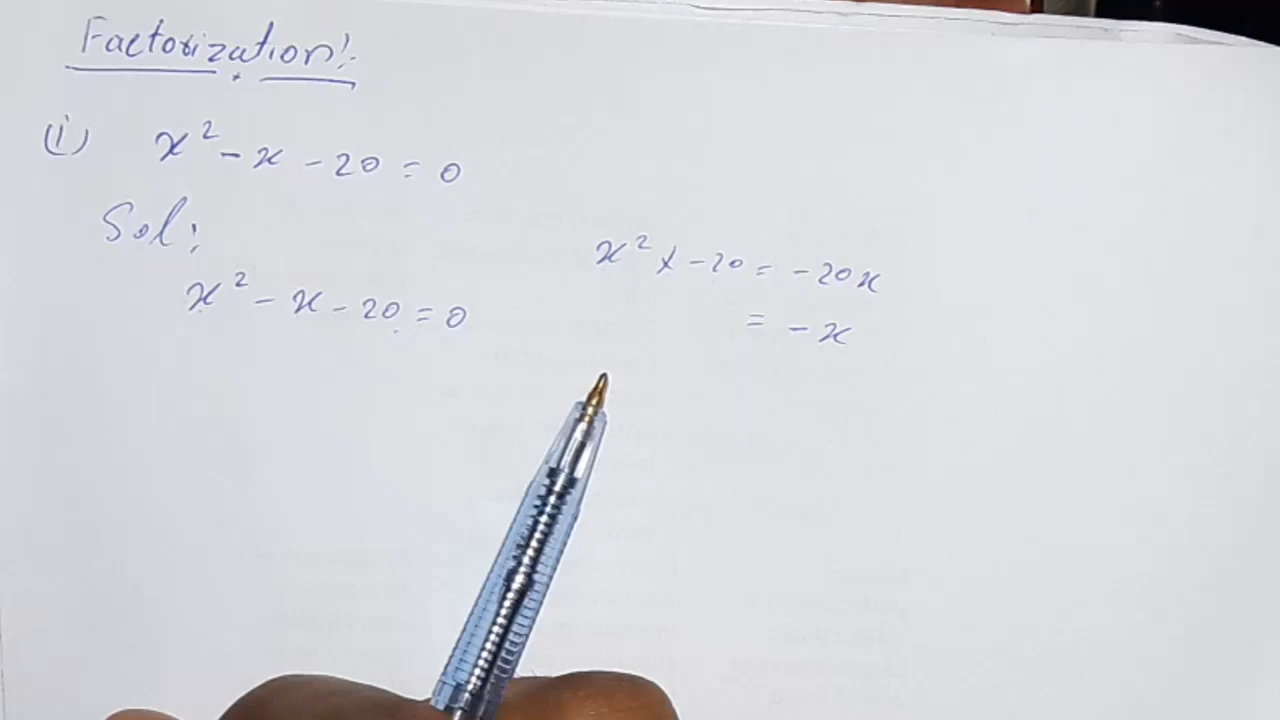 Factorization:
(i) x² - x - 20 = 0
Sol:
x² - x - 20 = 0
x² x -20 = -20x
= -x